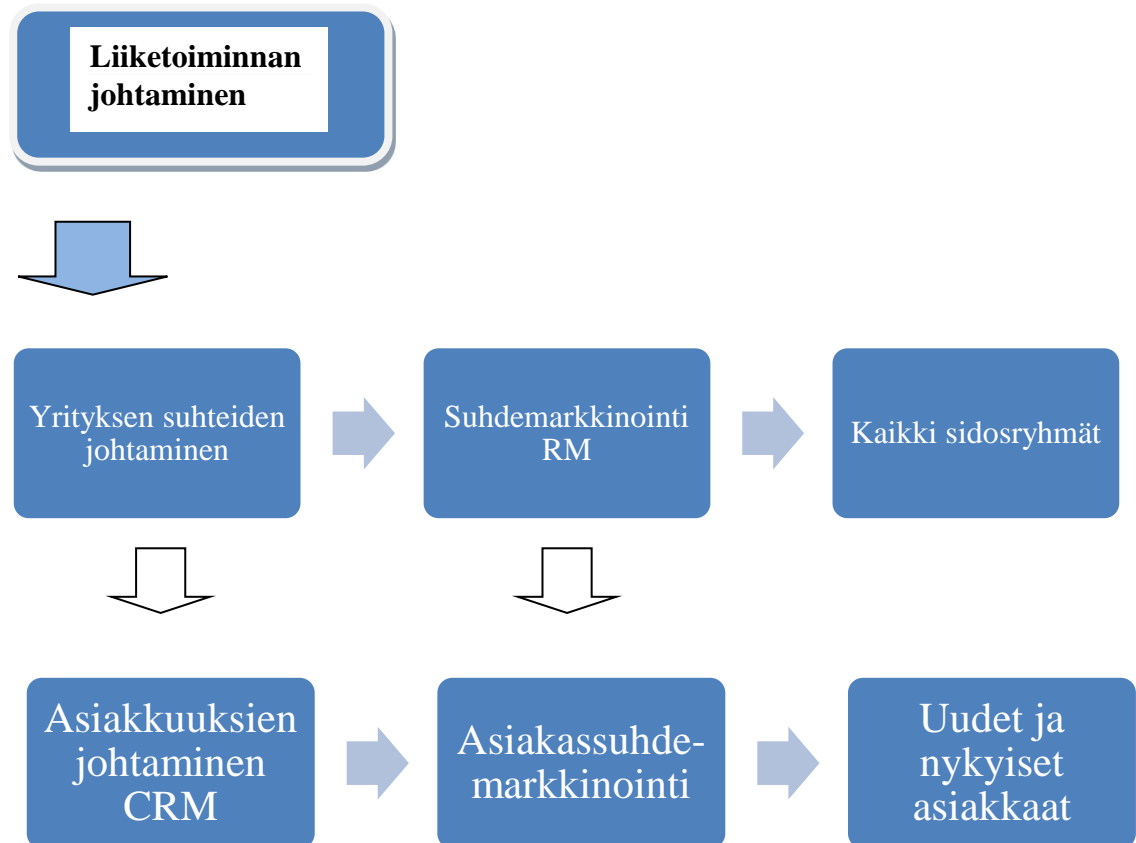 Liiketoiminnan
johtaminen
Yrityksen suhteiden
johtaminen
Suhdemarkkinointi
RM
Kaikki sidosryhmät
Asiakkuuksien
johtaminen
CRM
Asiakassuhde-
markkinointi
Uudet ja
nykyiset
asiakkaat